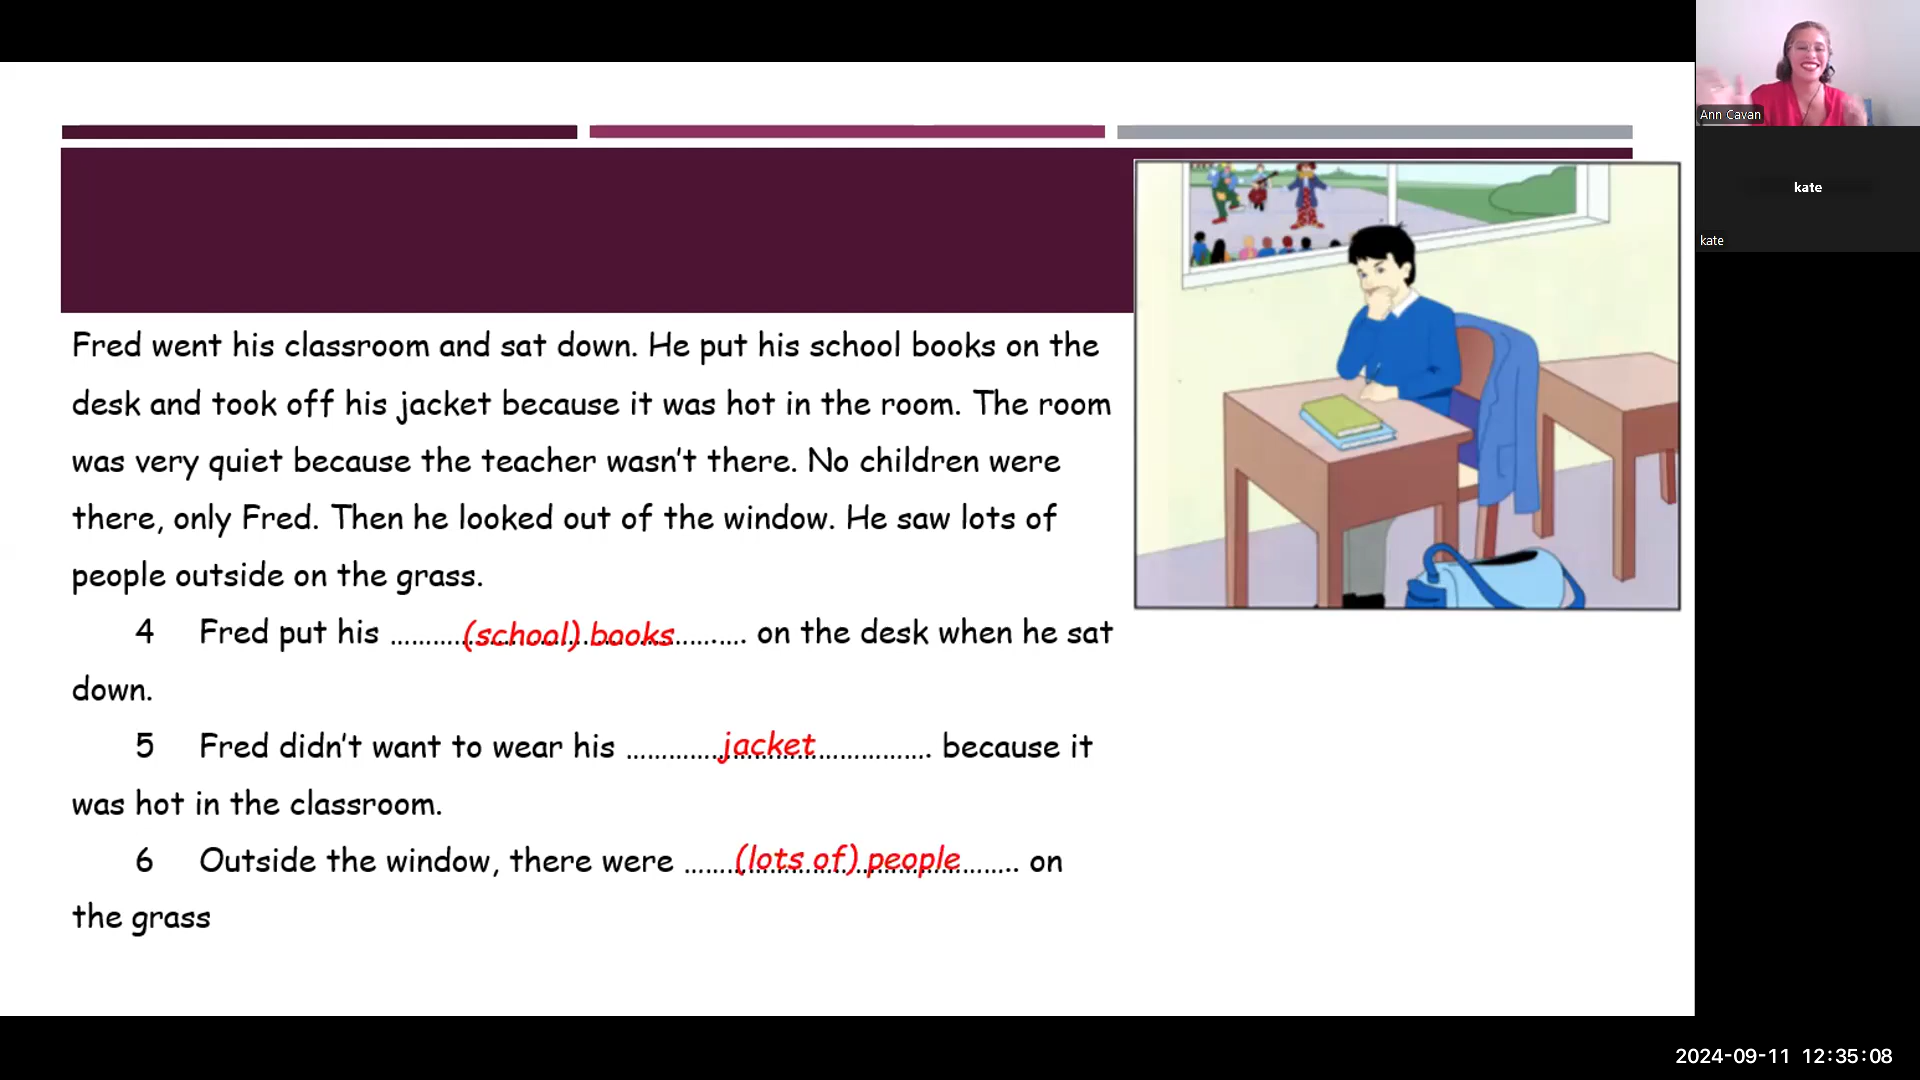 Fred went his classroom and sat down. He put his school books on the
desk and took off his jacket because it was hot in the room. The room
was very quiet because the teacher wasn't there. No children were
there, only Fred. Then he looked out of the window. He saw lots of
people outside on the grass.
4 Fred put his ………(school) books…….…. on the desk when he sat
down.
5 Fred didn't want to wear his …………jacket……………. because it
was hot in the classroom.
6 Outside the window, there were ……(lots of) people…….. on
the grass
Ann Cavan
kate
kate
2024-09-11 12:35:08